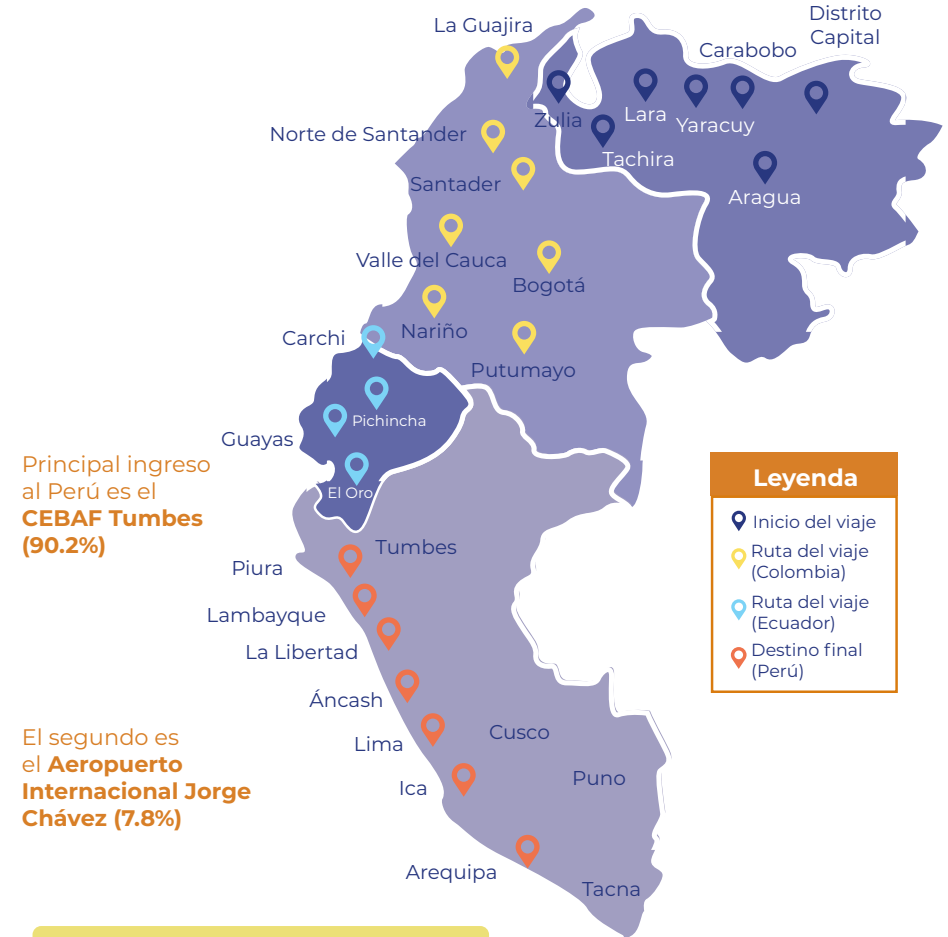 La Guajira
Distrito
Capital
Carabobo
Zulia
Lara
Yaracuy
Norte de Santander
Tachira
Santader
Aragua
Valle del Cauca
Bogotá
Carchi
Nariño
Putumayo
Pichincha
Guayas
El Oro
Principal ingreso
al Perú es el
CEBAF Tumbes
(90.2%)
Leyenda
Inicio del viaje
Ruta del viaje
(Colombia)
Ruta del viaje
(Ecuador)
Destino final
(Perú)
Tumbes
Piura
Lambayque
La Libertad
Áncash
Lima
Cusco
Ica
Puno
El segundo es
el Aeropuerto
Internacional Jorge
Chávez (7.8%)
Arequipa
Tacna